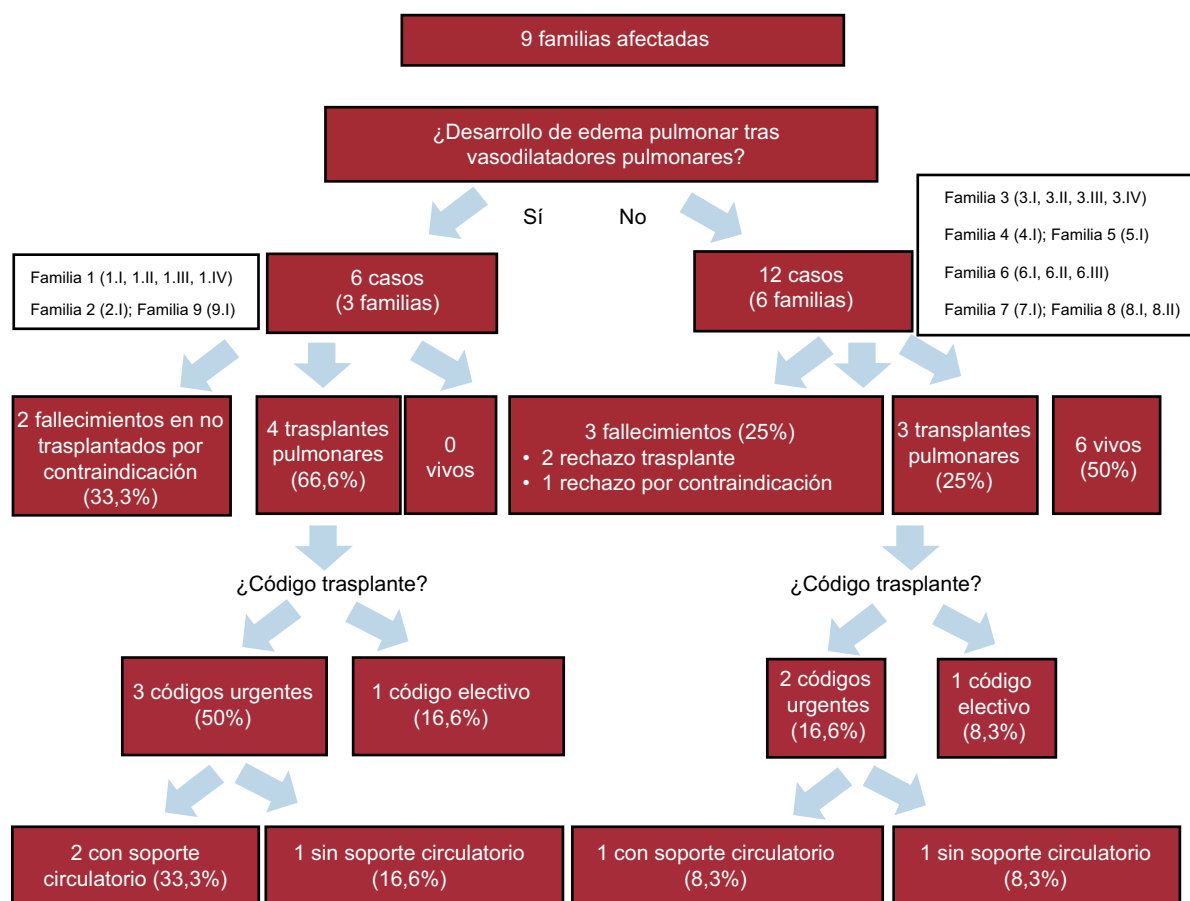 9 familias afectadas
¿Desarrollo de edema pulmonar tras
vasodilatadores pulmonares?
Sí
No
Familia 1 (1.I, 1.II, 1.III, 1.IV)
Familia 2 (2.I); Familia 9 (9.I)
6 casos
(3 familias)
12 casos
(6 familias)
Familia 3 (3.I, 3.II, 3.III, 3.IV)
Familia 4 (4.I); Familia 5 (5.I)
Familia 6 (6.I, 6.II, 6.III)
Familia 7 (7.I); Familia 8 (8.I, 8.II)
2 fallecimientos en no
trasplantados por
contraindicación
(33,3%)
4 trasplantes
pulmonares
(66,6%)
0
vivos
3 fallecimientos (25%)
• 2 rechazo trasplante
• 1 rechazo por contraindicación
3 transplantes
pulmonares
(25%)
6 vivos
(50%)
¿Código trasplante?
¿Código trasplante?
3 códigos urgentes
(50%)
1 código electivo
(16,6%)
2 códigos
urgentes
(16,6%)
1 código
electivo
(8,3%)
2 con soporte
circulatorio (33,3%)
1 sin soporte circulatorio
(16,6%)
1 con soporte circulatorio
(8,3%)
1 sin soporte circulatorio
(8,3%)